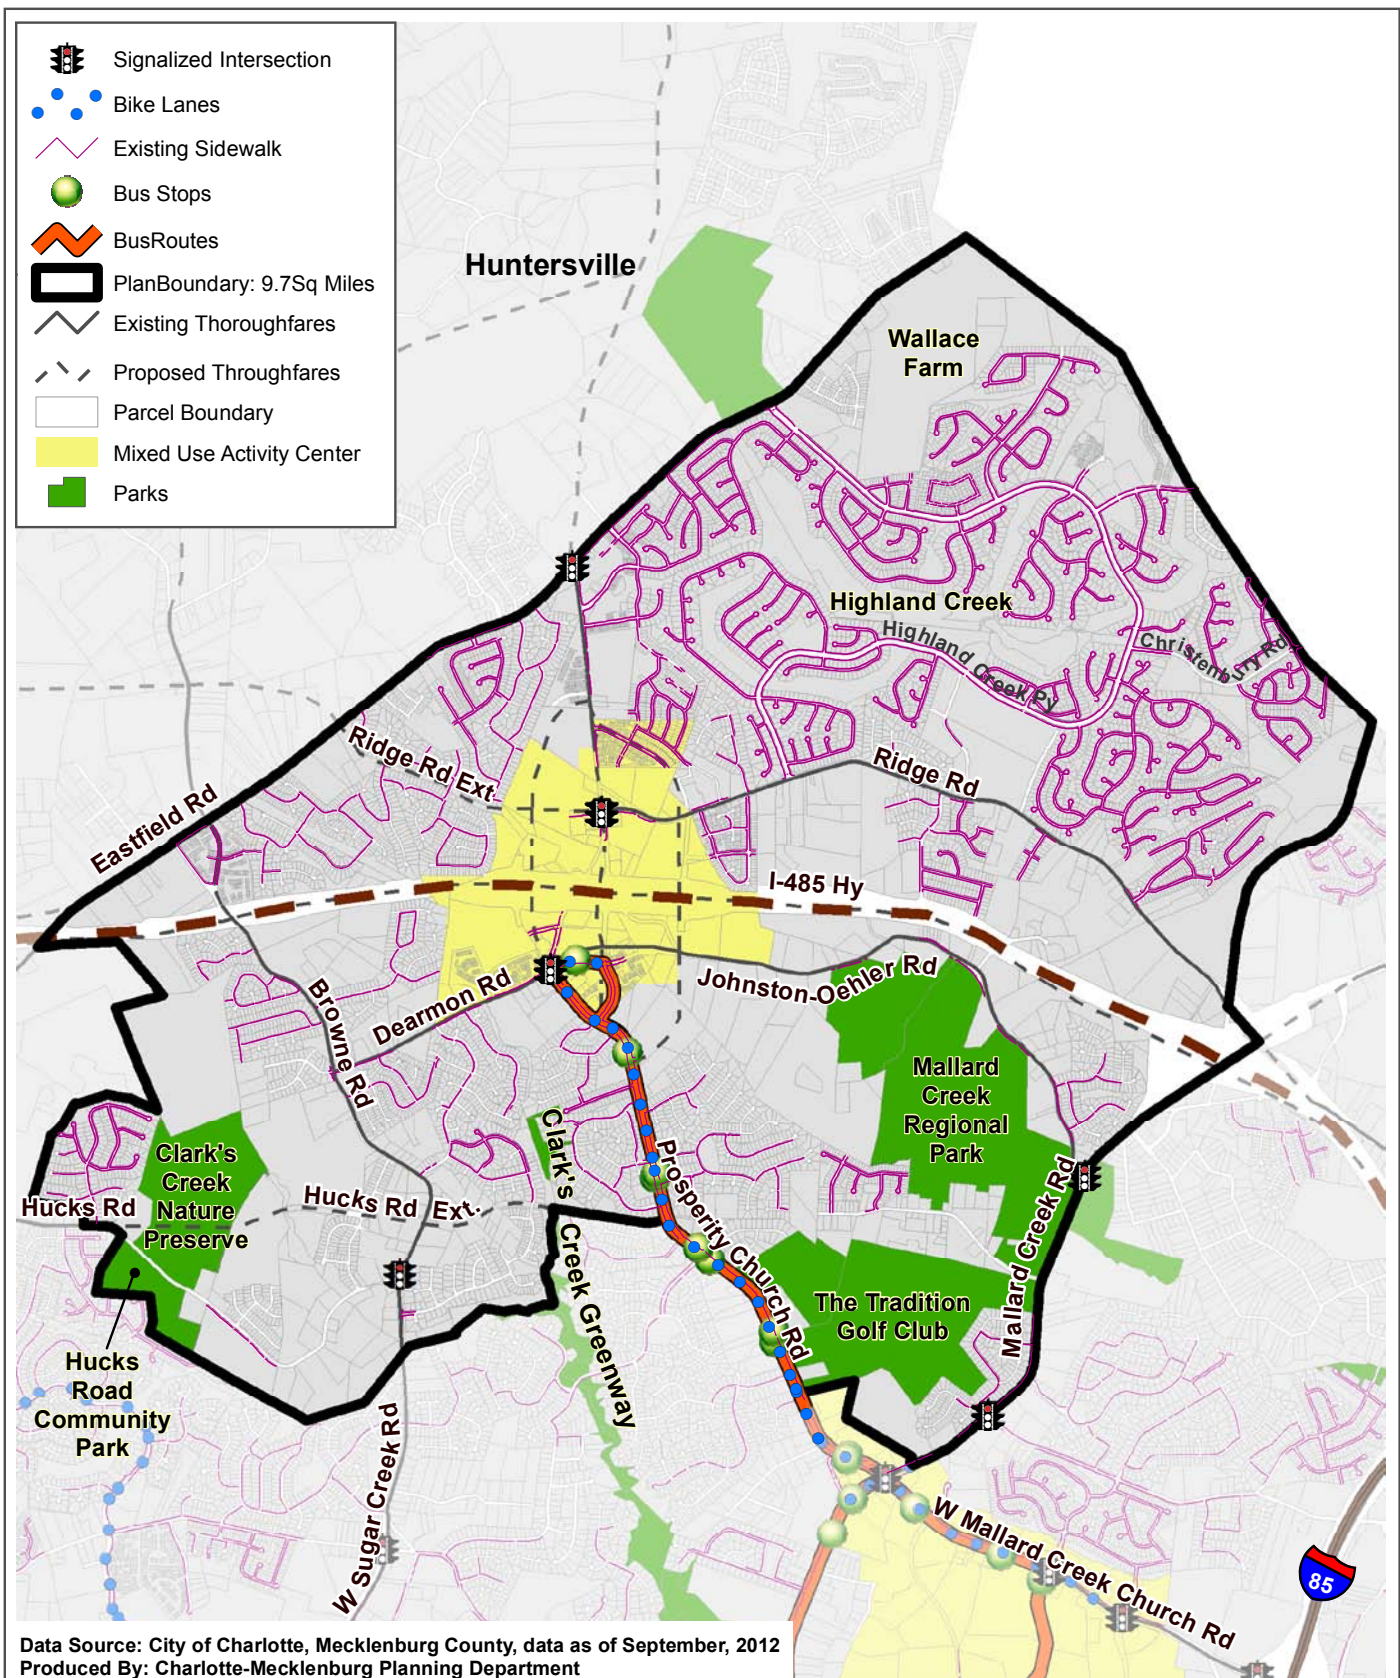 Signalized Intersection
Bike Lanes
Existing Sidewalk
Bus Stops
BusRoutes
PlanBoundary: 9.7Sq Miles
Existing Thoroughfares
Proposed Throughfares
Parcel Boundary
Mixed Use Activity Center
Parks
Huntersville
Wallace
Farm
Highland Creek
Highland Creek Py
Christenbury Rd
Ridge Rd Ext
Ridge Rd
Eastfield Rd
I-485 Hy
Johnston-Oehler Rd
Dearmon Rd
Browne Rd
Mallard
Creek
Regional
Park
Clark's
Creek
Nature
Preserve
Clark's Creek Greenway
Prosperity Church Rd
Hucks Rd
Hucks Rd Ext.
Mallard Creek Rd
The Tradition
Golf Club
Hucks
Road
Community
Park
W Sugar Creek Rd
W Mallard Creek Church Rd
85
Data Source: City of Charlotte, Mecklenburg County, data as of September, 2012
Produced By: Charlotte-Mecklenburg Planning Department